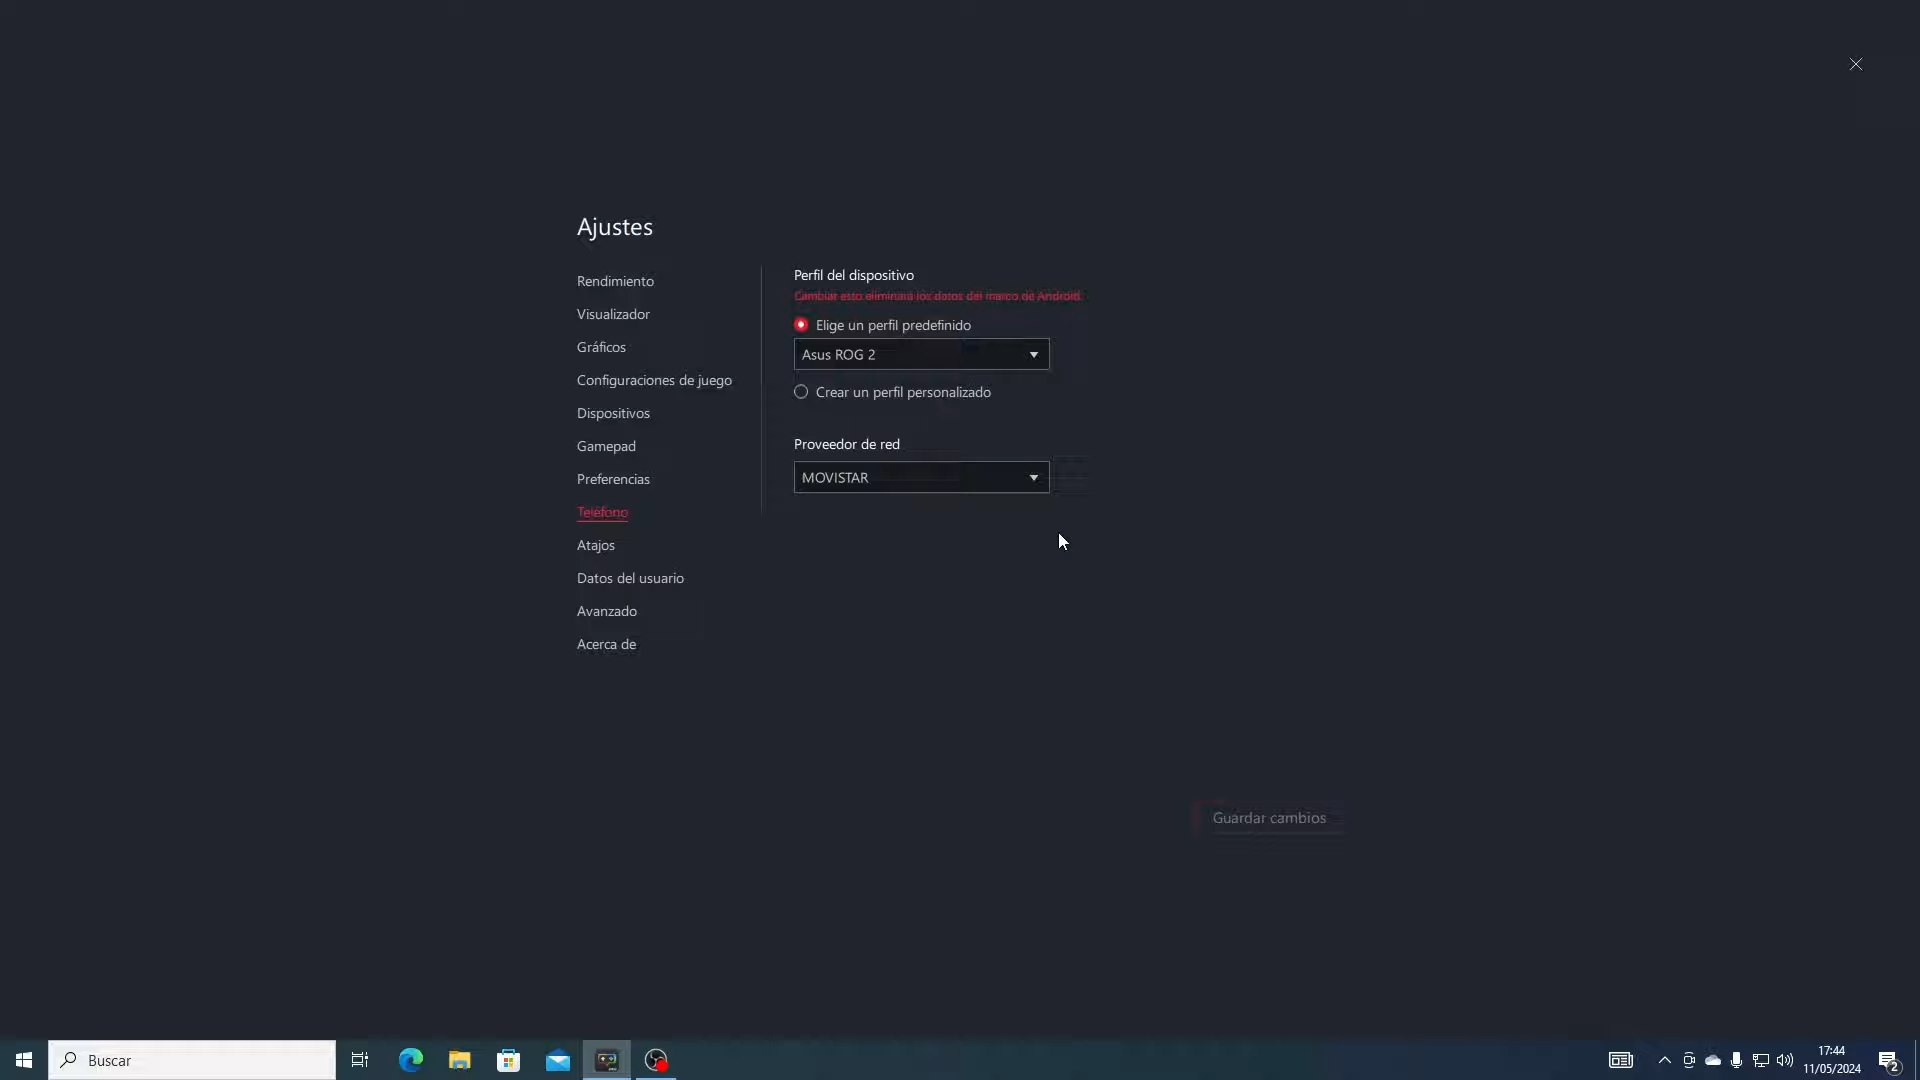 Ajustes
Rendimiento
Visualizador
Gráficos
Configuraciones de juego
Dispositivos
Gamepad
Preferencias
Teléfono
Atajos
Datos del usuario
Avanzado
Acerca de
Perfil del dispositivo
Cambiar esto eliminará los datos del marco de Android.
Elige un perfil predefinido
Asus ROG 2
Crear un perfil personalizado
Proveedor de red
MOVISTAR
Guardar cambios
Buscar
17:44
11/05/2024
2